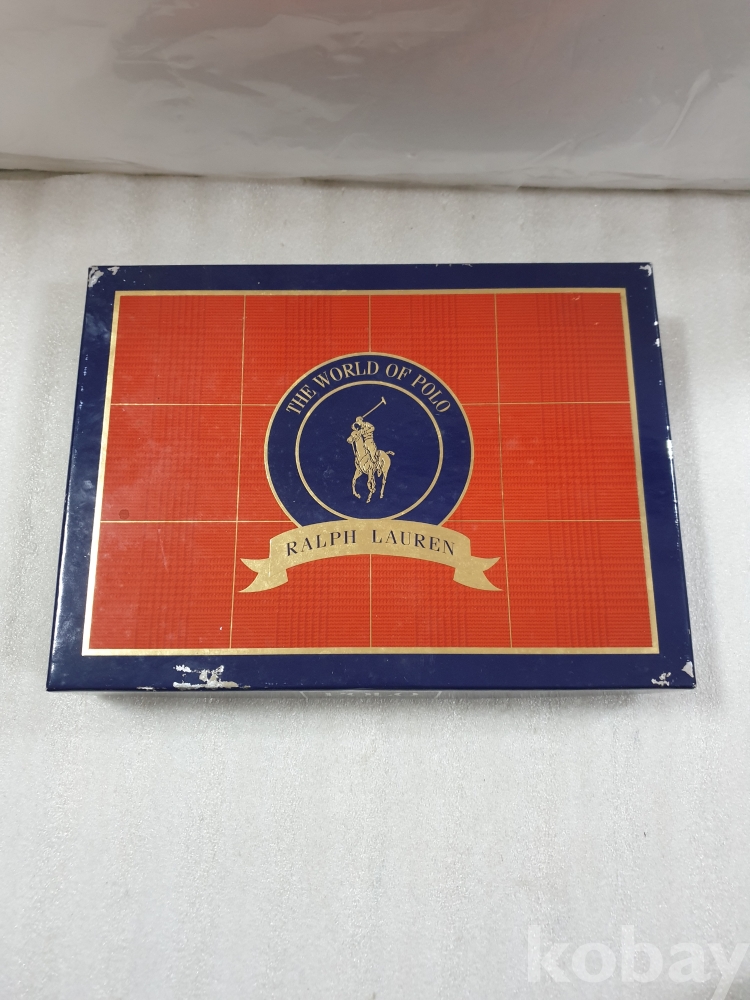 THE WORLD OF POLO
RALPH LAUREN
kobay